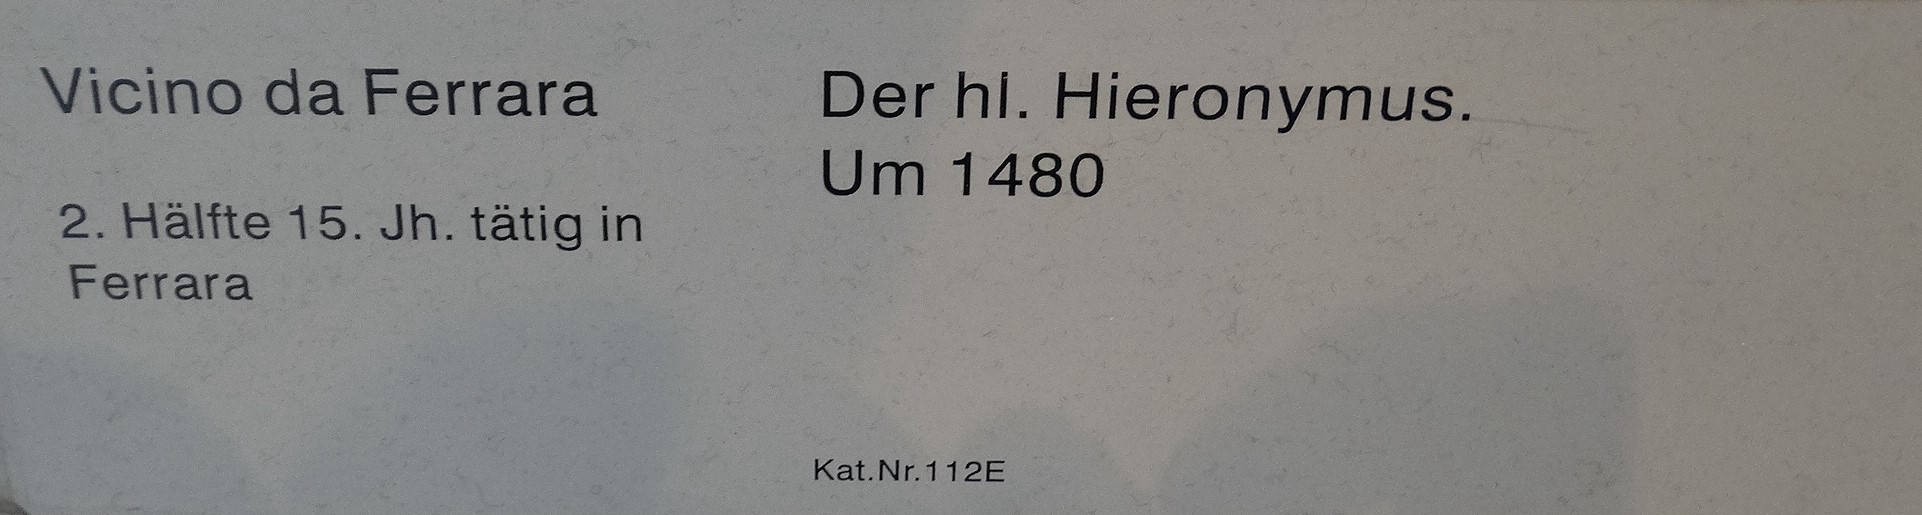 Vicino da Ferrara
2. Hälfte 15. Jh. tätig in
Ferrara
Der hl. Hieronymus.
Um 1480
Kat.Nr.112E